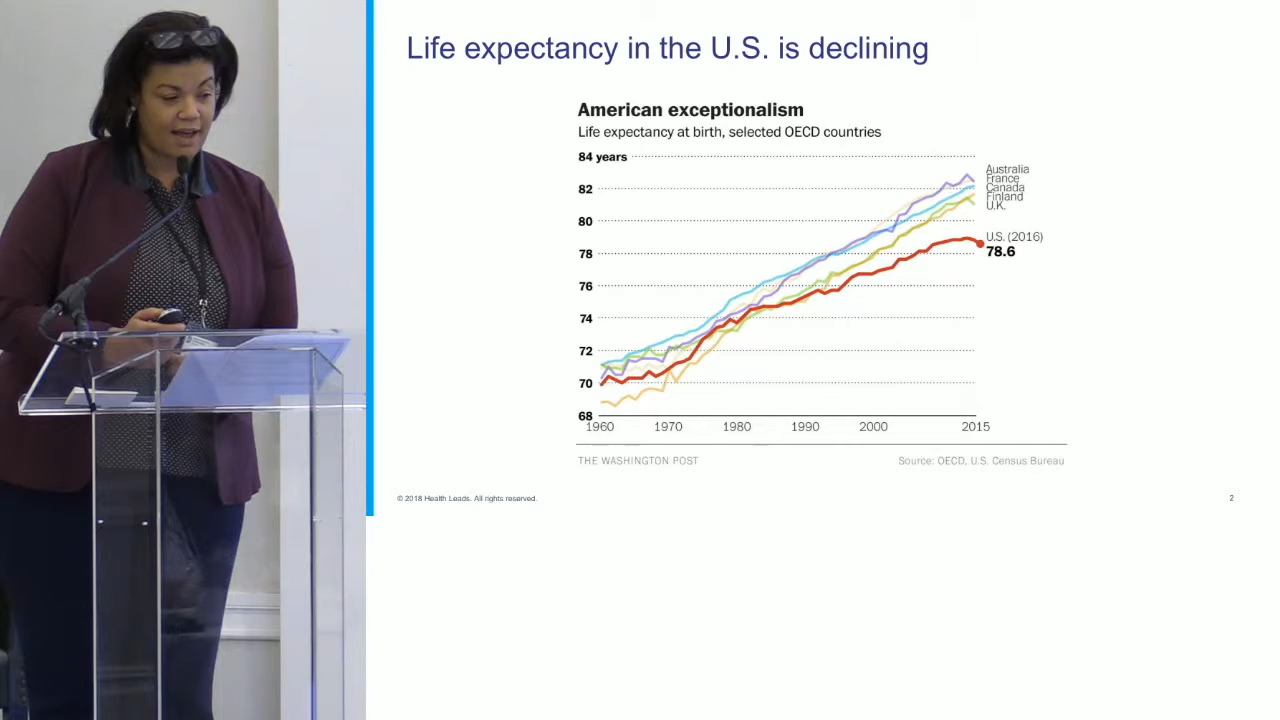 Life expectancy in the U.S. is declining
American exceptionalism
Life expectancy at birth, selected OECD countries
84 years
82
80
78
76
74
72
70
68
1960 1970 1980 1990 2000 2015
Australia
France
Canada
Finland
U.K.
U.S. (2016)
78.6
THE WASHINGTON POST
Source: OECD, U.S. Census Bureau
© 2018 Health Leads. All rights reserved.
2